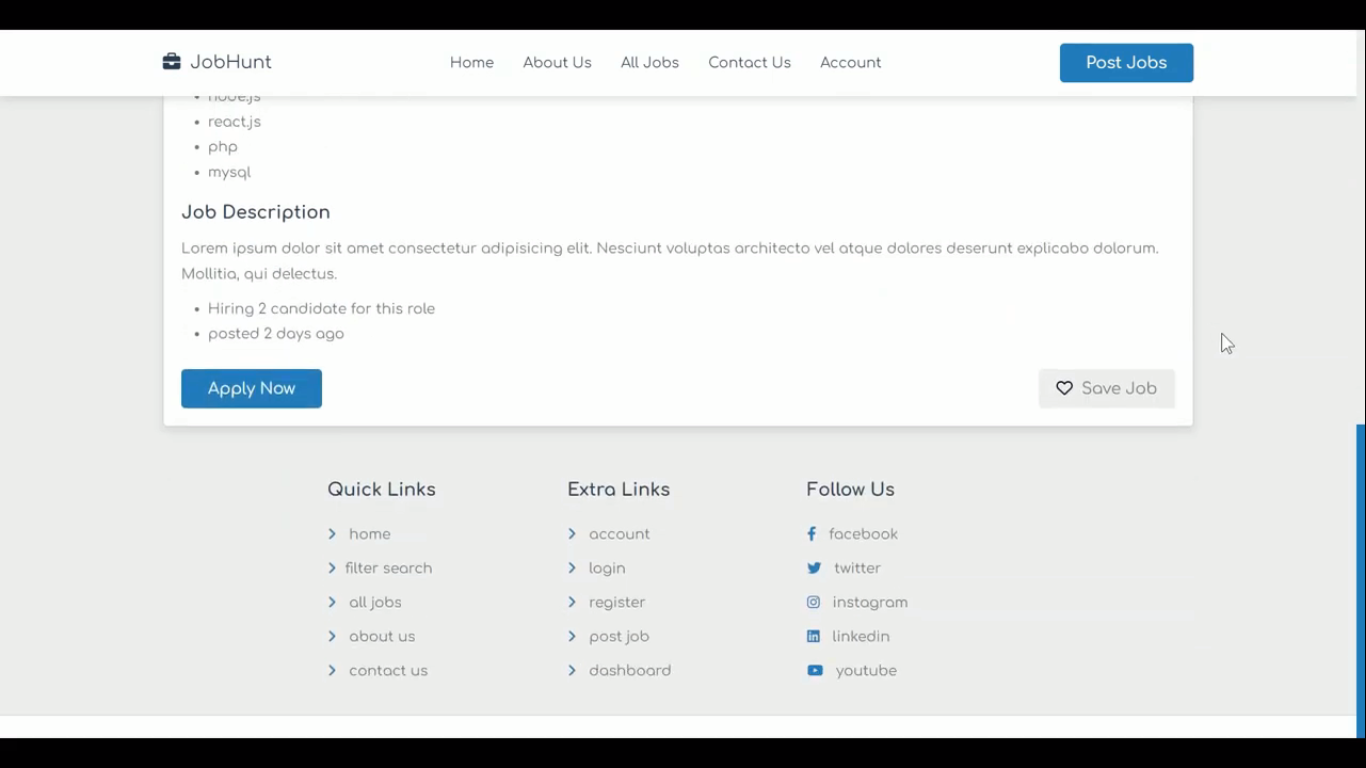 JobHunt
Home About Us All Jobs Contact Us Account
Post Jobs
node.js
react.js
php
mysql
Job Description
Lorem ipsum dolor sit amet consectetur adipisicing elit. Nesciunt voluptas architecto vel atque dolores deserunt explicabo dolorum.
Mollitia, qui delectus.
Hiring 2 candidate for this role
posted 2 days ago
Apply Now
Save Job
Quick Links
home
filter search
all jobs
about us
contact us
Extra Links
account
login
register
post job
dashboard
Follow Us
facebook
twitter
instagram
linkedin
youtube